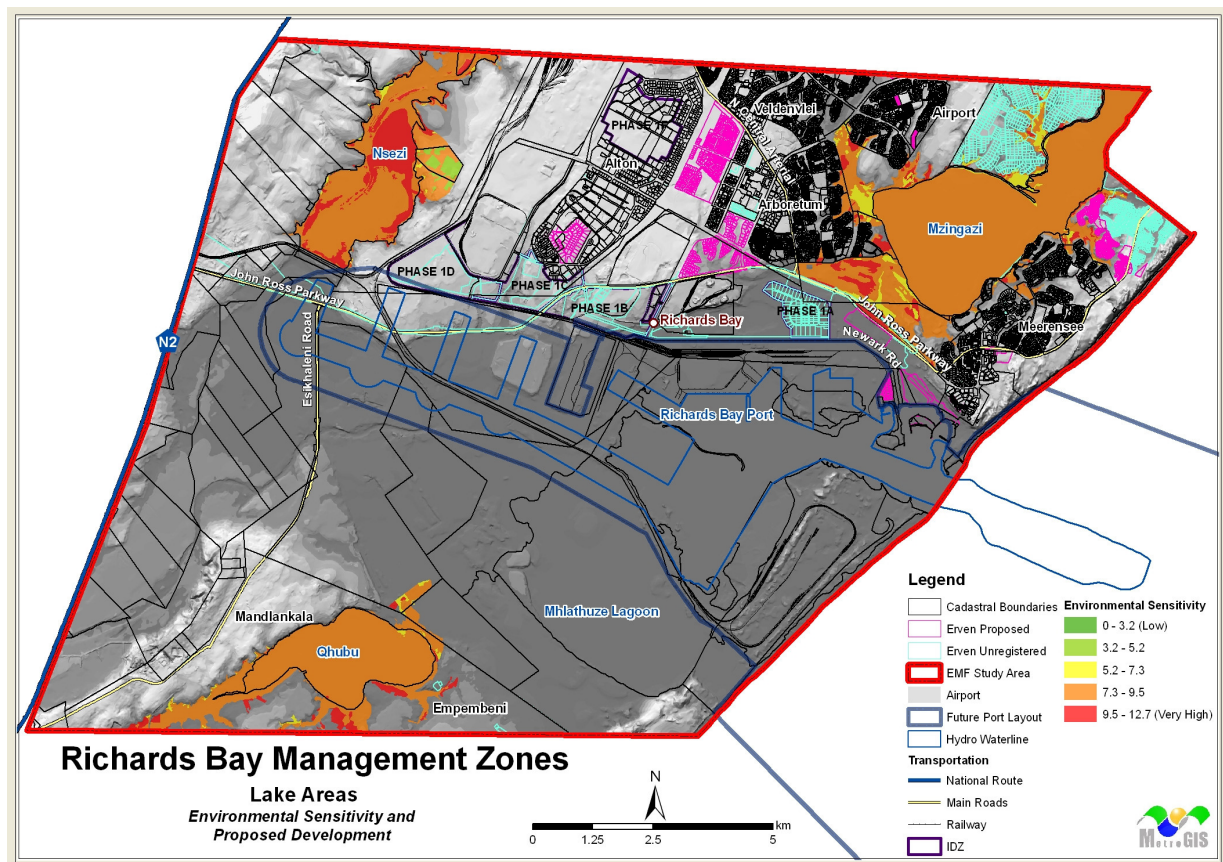 Nsezi
PHASE 1F
Alton
N Central Arterial
Veldenvlei
Airport
Arboretum
Mzingazi
PHASE 1D
PHASE 1C
PHASE 1B
PHASE 1A
John Ross Parkway
Richards Bay
John Ross Parkway
Newark Rd
Meerensee
N2
Esikhaleni Road
Richards Bay Port
Mhlathuze Lagoon
Mandlankala
Qhubu
Empembeni
Richards Bay Management Zones
Lake Areas
Environmental Sensitivity and
Proposed Development
N
0 1.25 2.5 5
km
Legend
Cadastral Boundaries
Erven Proposed
Erven Unregistered
EMF Study Area
Airport
Future Port Layout
Hydro Waterline
Transportation
National Route
Main Roads
Railway
IDZ
Environmental Sensitivity
0 - 3.2 (Low)
3.2 - 5.2
5.2 - 7.3
7.3 - 9.5
9.5 - 12.7 (Very High)
MetroGIS